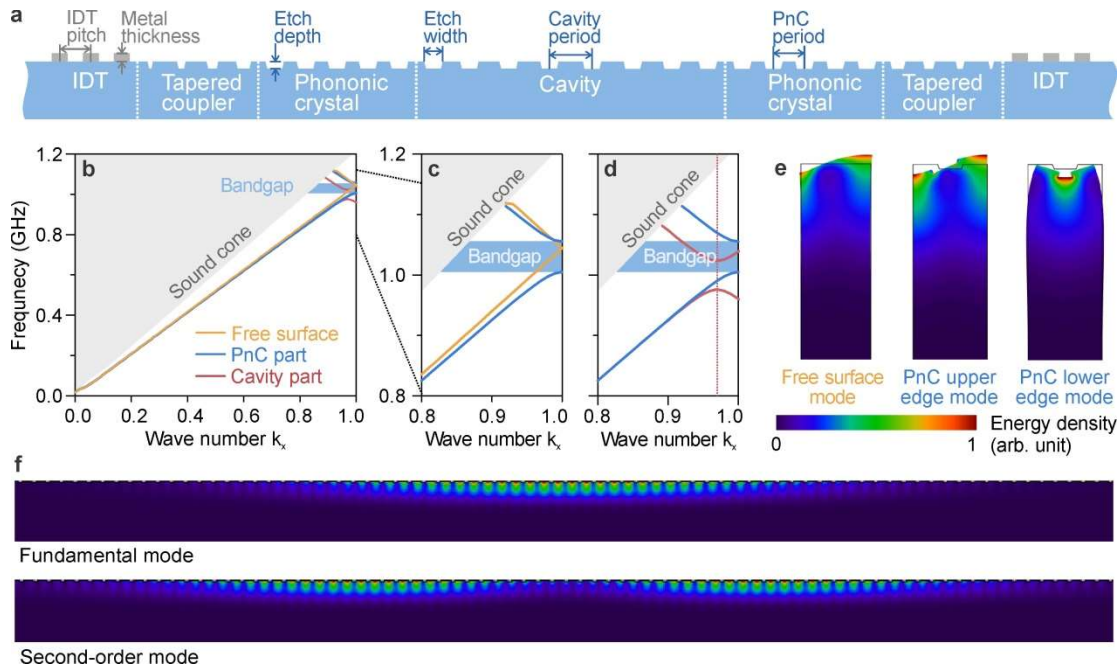 a
IDT
pitch
Metal
thickness
Etch
depth
Etch
width
Cavity
period
PnC
period
IDT
Tapered
coupler
Phononic
crystal
Cavity
Phononic
crystal
Tapered
coupler
IDT
b
1.2
0.8
0.4
0.0
Frequnecy (GHz)
Bandgap
Sound cone
Free surface
PnC part
Cavity part
0.0 0.2 0.4 0.6 0.8 1.0
Wave number kx
c
1.2
1.0
0.8
Sound cone
Bandgap
0.8 0.9 1.0
d
Sound cone
Bandgap
0.8 0.9 1.0
Wave number kx
e
Free surface
mode
PnC upper
edge mode
PnC lower
edge mode
0 1
Energy density
(arb. unit)
f
Fundamental mode
Second-order mode